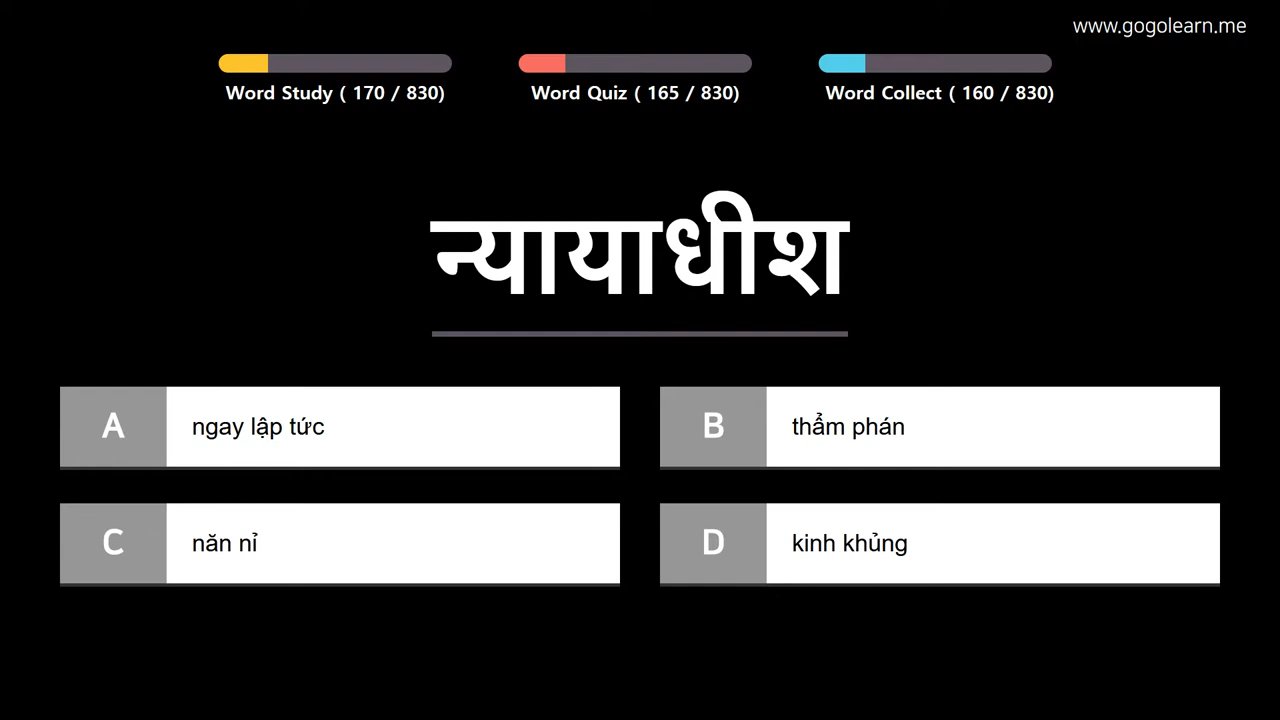 www.gogolearn.me
Word Study ( 170 / 830)
Word Quiz ( 165 / 830)
Word Collect ( 160 / 830)
न्यायाधीश
A
ngay lập tức
B
thẩm phán
C
năn nỉ
D
kinh khủng